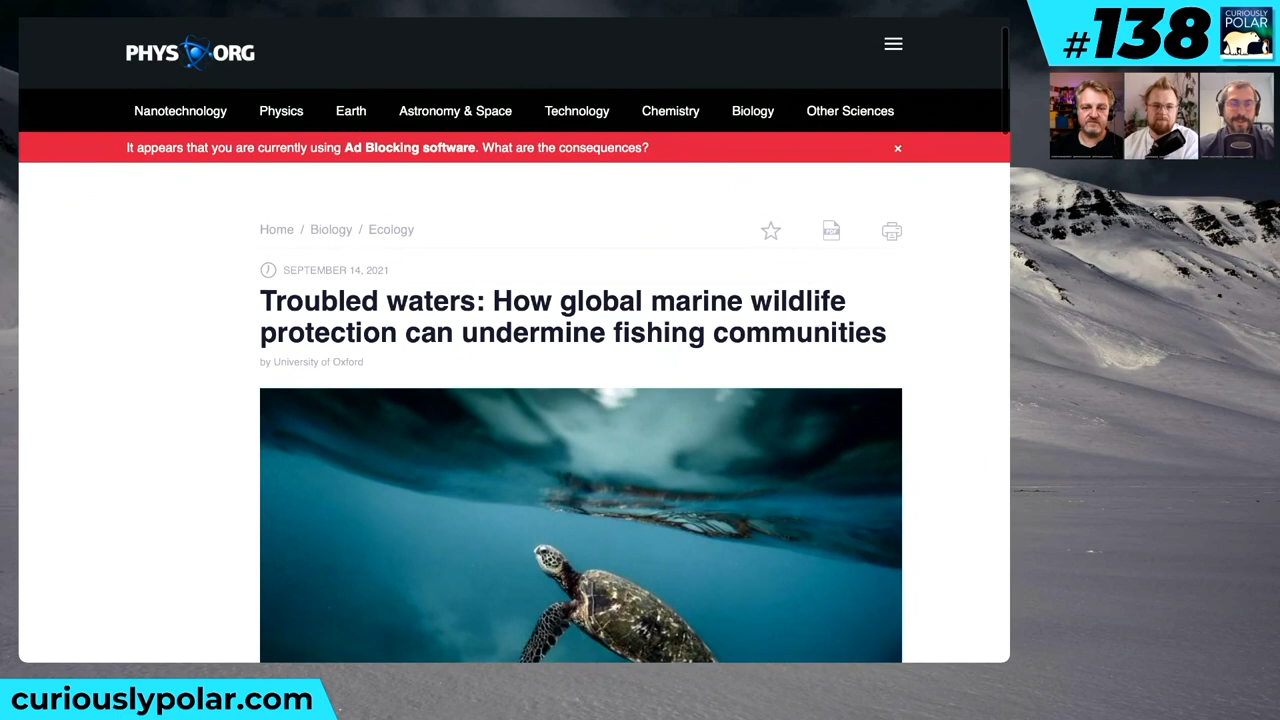 PHYS ORG
Nanotechnology Physics Earth Astronomy & Space Technology Chemistry Biology Other Sciences
It appears that you are currently using Ad Blocking software. What are the consequences? ×
Home / Biology / Ecology
PDF
SEPTEMBER 14, 2021
Troubled waters: How global marine wildlife
protection can undermine fishing communities
by University of Oxford
#138
CURIOUSLY
POLAR
curiouslypolar.com